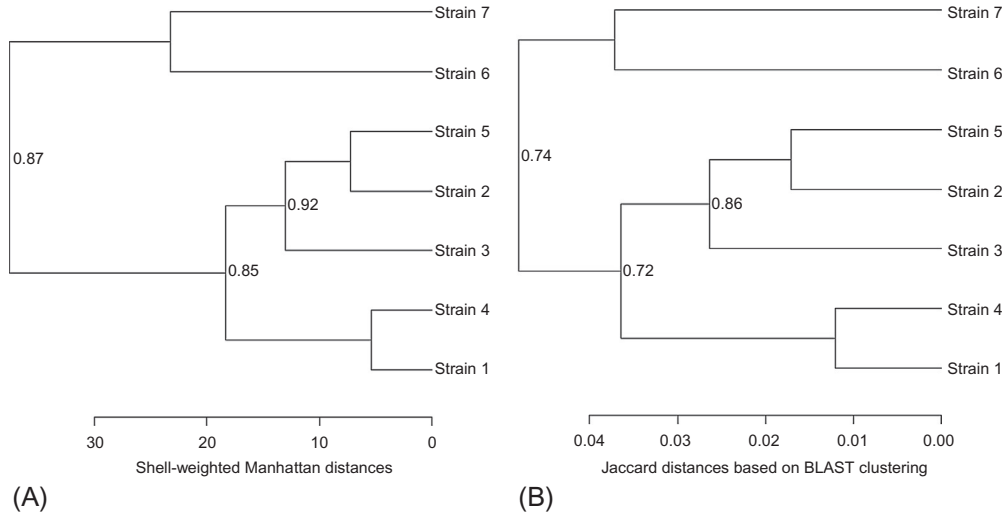 Strain 7
Strain 6
Strain 5
Strain 2
Strain 3
Strain 4
Strain 1
0.87
0.92
0.85
30
20
10
0
Shell-weighted Manhattan distances
(A)
Strain 7
Strain 6
Strain 5
Strain 2
Strain 3
Strain 4
Strain 1
0.74
0.86
0.72
0.04
0.03
0.02
0.01
0.00
Jaccard distances based on BLAST clustering
(B)